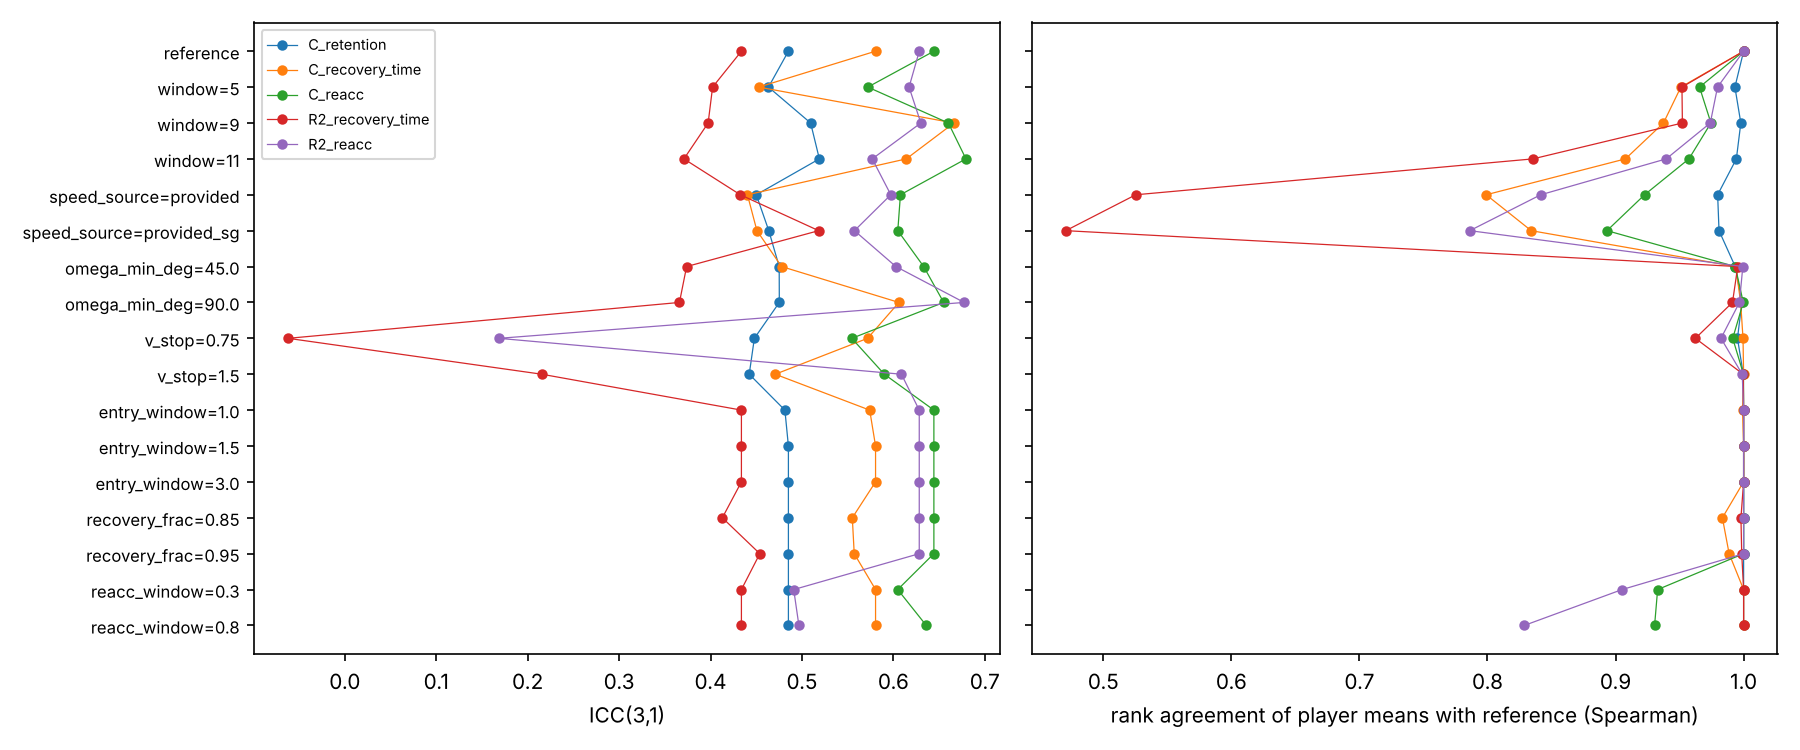 reference
window=5
window=9
window=11
speed_source=provided
speed_source=provided_sg
omega_min_deg=45.0
omega_min_deg=90.0
v_stop=0.75
v_stop=1.5
entry_window=1.0
entry_window=1.5
entry_window=3.0
recovery_frac=0.85
recovery_frac=0.95
reacc_window=0.3
reacc_window=0.8
C_retention
C_recovery_time
C_reacc
R2_recovery_time
R2_reacc
0.0 0.1 0.2 0.3 0.4 0.5 0.6 0.7
ICC(3,1)
0.5 0.6 0.7 0.8 0.9 1.0
rank agreement of player means with reference (Spearman)